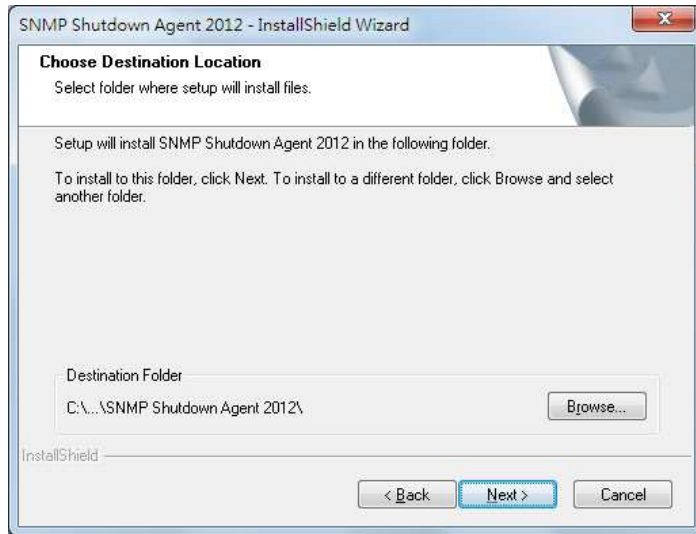 SNMP Shutdown Agent 2012 - InstallShield Wizard
Choose Destination Location
Select folder where setup will install files.
Setup will install SNMP Shutdown Agent 2012 in the following folder.
To install to this folder, click Next. To install to a different folder, click Browse and select
another folder.
Destination Folder
C:\...\SNMP Shutdown Agent 2012\
Browse...
InstallShield
< Back
Next >
Cancel